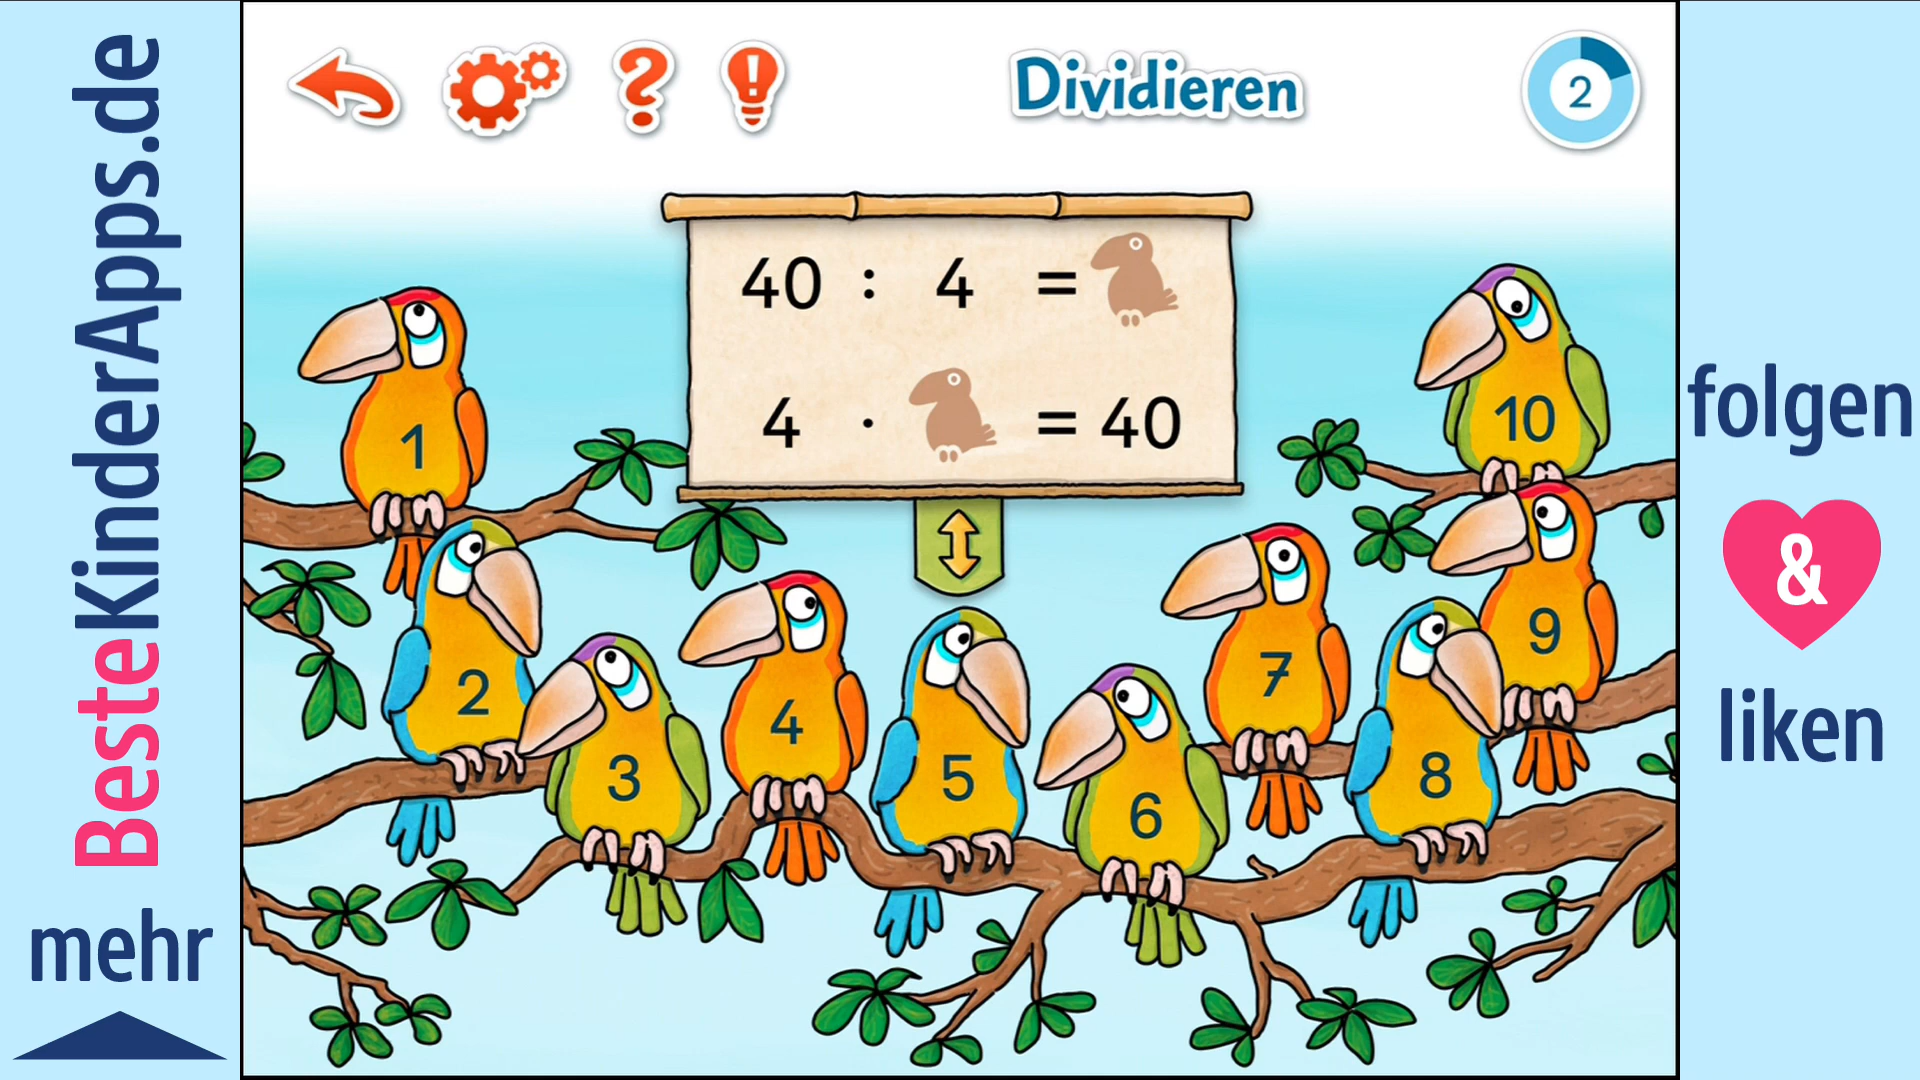 BesteKinderApps.de
mehr
Dividieren
2
40 : 4 =
4 · = 40
1
2
3
4
5
6
7
8
9
10
folgen
&
liken